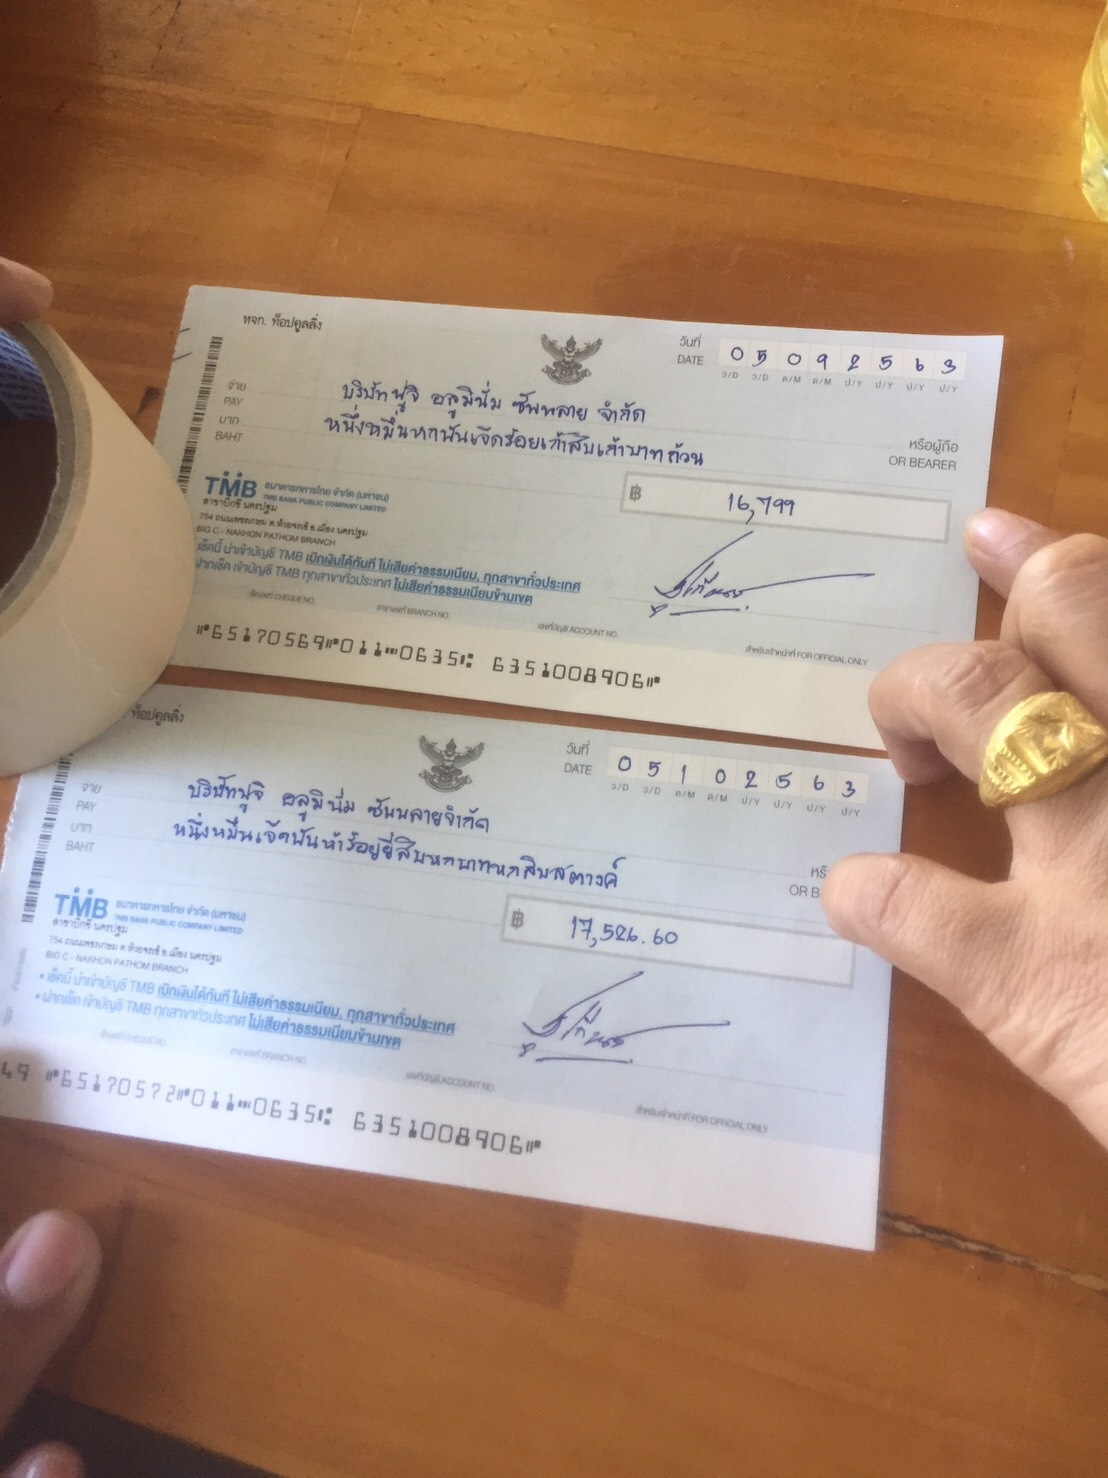 หจก. ท็อปคูลลิ่ง
วันที่
DATE
0 5 0 9 2 5 6 3
ว/D ว/D ด/M ด/M ป/Y ป/Y ป/Y ป/Y
จ่าย
PAY
บริษัท ฟูจิ อลูมินั่ม ซัพพลาย จำกัด
บาท
BAHT
หนึ่งหมื่นหกพันเจ็ดร้อยเก้าสิบเก้าบาทถ้วน
หรือผู้ถือ
OR BEARER
฿ 16,799
TMB ธนาคารทหารไทย จำกัด (มหาชน)
TMB BANK PUBLIC COMPANY LIMITED
สาขาบิ๊กซี นครปฐม
754 ถนนเพชรเกษม ต.ห้วยจรเข้ อ.เมือง นครปฐม
BIG C - NAKHON PATHOM BRANCH
เช็คนี้ นำเข้าบัญชี TMB เบิกเงินได้ทันที ไม่เสียค่าธรรมเนียม, ทุกสาขาทั่วประเทศ
ฝากเช็ค เข้าบัญชี TMB ทุกสาขาทั่วประเทศ ไม่เสียค่าธรรมเนียมข้ามเขต
เช็คเลขที่ CHEQUE NO. สาขาเลขที่ BRANCH NO. เลขที่บัญชี ACCOUNT NO.
สำหรับเจ้าหน้าที่ FOR OFFICIAL ONLY
⑈65170569⑈011⑉0635⑆ 6351008906⑈
ท็อปคูลลิ่ง
วันที่
DATE
0 5 1 0 2 5 6 3
ว/D ว/D ด/M ด/M ป/Y ป/Y ป/Y ป/Y
จ่าย
PAY
บริษัท ฟูจิ อลูมินั่ม ซัพพลาย จำกัด
บาท
BAHT
หนึ่งหมื่นเจ็ดพันห้าร้อยยี่สิบหกบาทหกสิบสตางค์
OR B
฿ 17,526.60
TMB ธนาคารทหารไทย จำกัด (มหาชน)
TMB BANK PUBLIC COMPANY LIMITED
สาขาบิ๊กซี นครปฐม
754 ถนนเพชรเกษม ต.ห้วยจรเข้ อ.เมือง นครปฐม
BIG C - NAKHON PATHOM BRANCH
• เช็คนี้ นำเข้าบัญชี TMB เบิกเงินได้ทันที ไม่เสียค่าธรรมเนียม, ทุกสาขาทั่วประเทศ
• ฝากเช็ค เข้าบัญชี TMB ทุกสาขาทั่วประเทศ ไม่เสียค่าธรรมเนียมข้ามเขต
เช็คเลขที่ CHEQUE NO. สาขาเลขที่ BRANCH NO. เลขที่บัญชี ACCOUNT NO.
สำหรับเจ้าหน้าที่ FOR OFFICIAL ONLY
49 ⑈65170572⑈011⑉0635⑆ 6351008906⑈